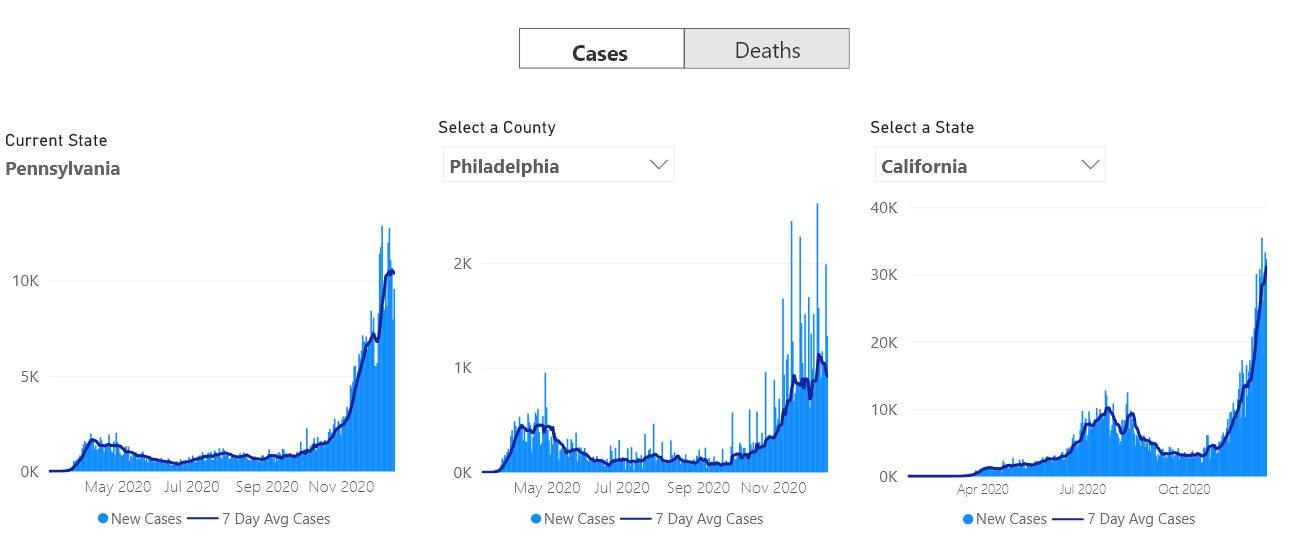 Cases Deaths
Current State
Pennsylvania
10K
5K
0K
May 2020 Jul 2020 Sep 2020 Nov 2020
New Cases 7 Day Avg Cases
Select a County
Philadelphia
2K
1K
0K
May 2020 Jul 2020 Sep 2020 Nov 2020
New Cases 7 Day Avg Cases
Select a State
California
40K
30K
20K
10K
0K
Apr 2020 Jul 2020 Oct 2020
New Cases 7 Day Avg Cases